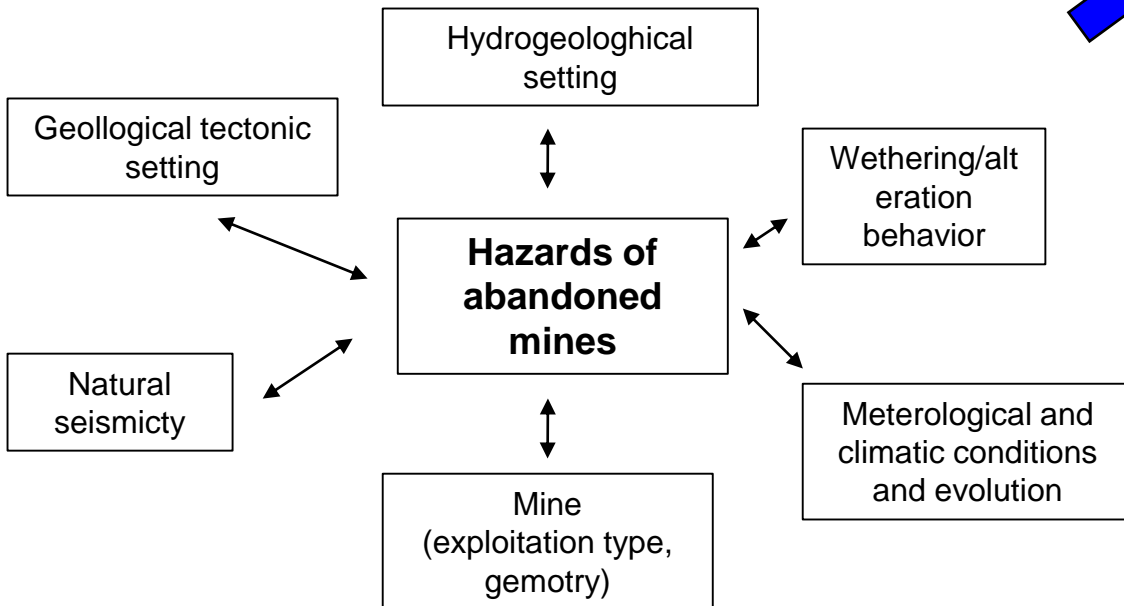 Hydrogeologhical
setting
Geollogical tectonic
setting
Wethering/alt
eration
behavior
Hazards of
abandoned
mines
Natural
seismicty
Meterological and
climatic conditions
and evolution
Mine
(exploitation type,
gemotry)